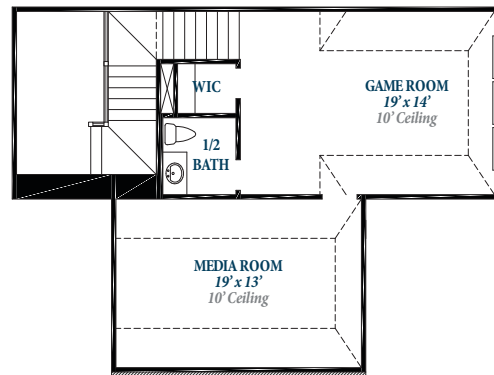 WIC
GAME ROOM
19' x 14'
10' Ceiling
1/2
BATH
MEDIA ROOM
19' x 13'
10' Ceiling